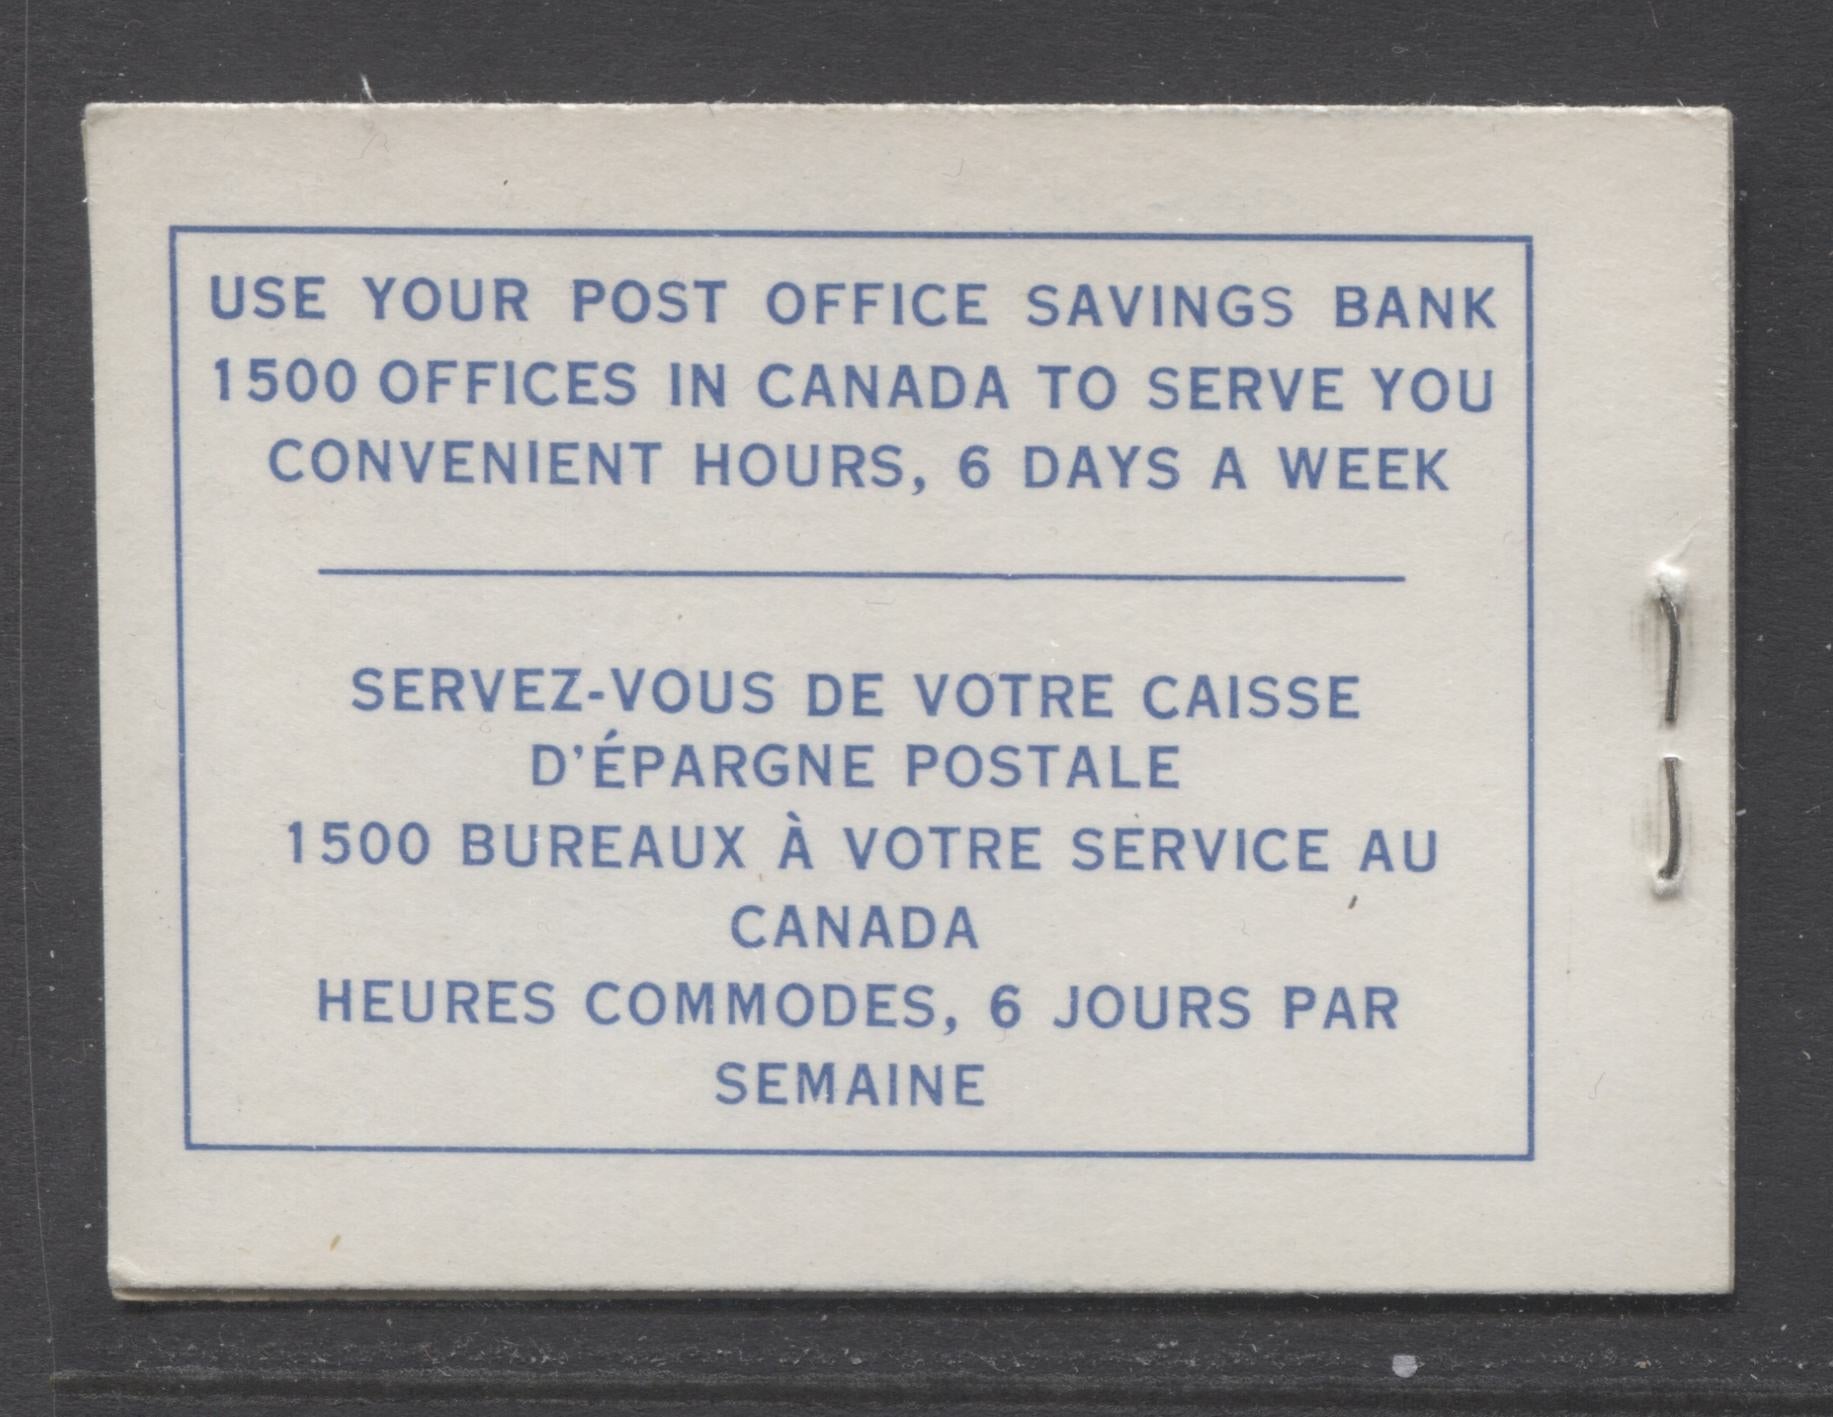 USE YOUR POST OFFICE SAVINGS BANK
1500 OFFICES IN CANADA TO SERVE YOU
CONVENIENT HOURS, 6 DAYS A WEEK
SERVEZ-VOUS DE VOTRE CAISSE
D'ÉPARGNE POSTALE
1500 BUREAUX À VOTRE SERVICE AU
CANADA
HEURES COMMODES, 6 JOURS PAR
SEMAINE